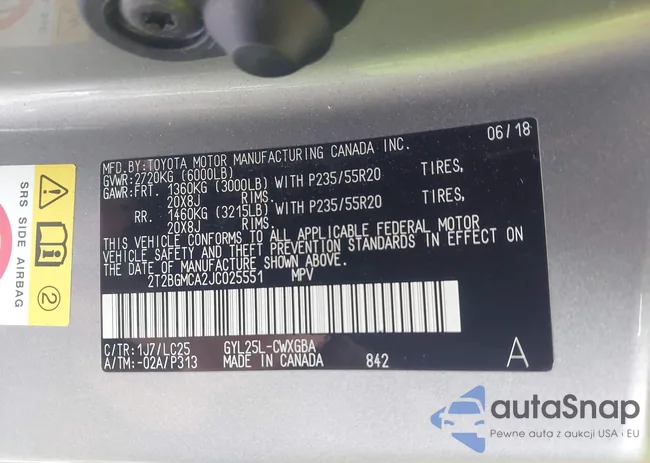 06/18
MFD.BY:TOYOTA MOTOR MANUFACTURING CANADA INC.
GVWR:2720KG (6000LB)
GAWR:FRT. 1360KG (3000LB) WITH P235/55R20 TIRES,
20X8J RIMS.
RR. 1460KG (3215LB) WITH P235/55R20 TIRES,
20X8J RIMS.
THIS VEHICLE CONFORMS TO ALL APPLICABLE FEDERAL MOTOR
VEHICLE SAFETY AND THEFT PREVENTION STANDARDS IN EFFECT ON
THE DATE OF MANUFACTURE SHOWN ABOVE.
2T2BGMCA2JC025551 MPV
C/TR:1J7/LC25 GYL25L-CWXGBA
A/TM:-02A/P313 MADE IN CANADA 842 A
SRS SIDE AIRBAG
2
autaSnap
Pewne auta z aukcji USA i EU